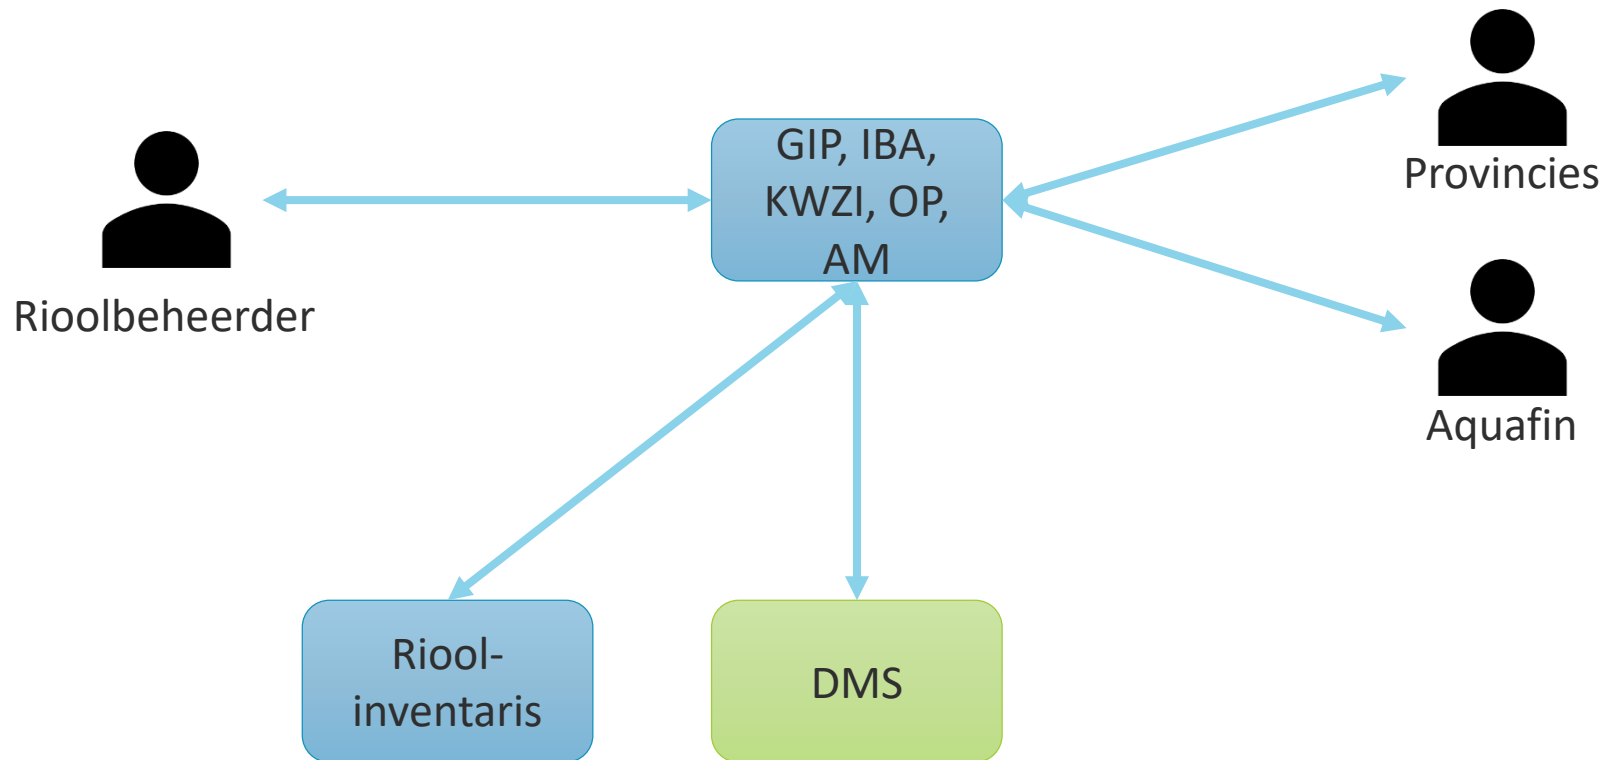 GIP, IBA,
KWZI, OP,
AM
Provincies
Rioolbeheerder
Aquafin
Riool-
inventaris
DMS